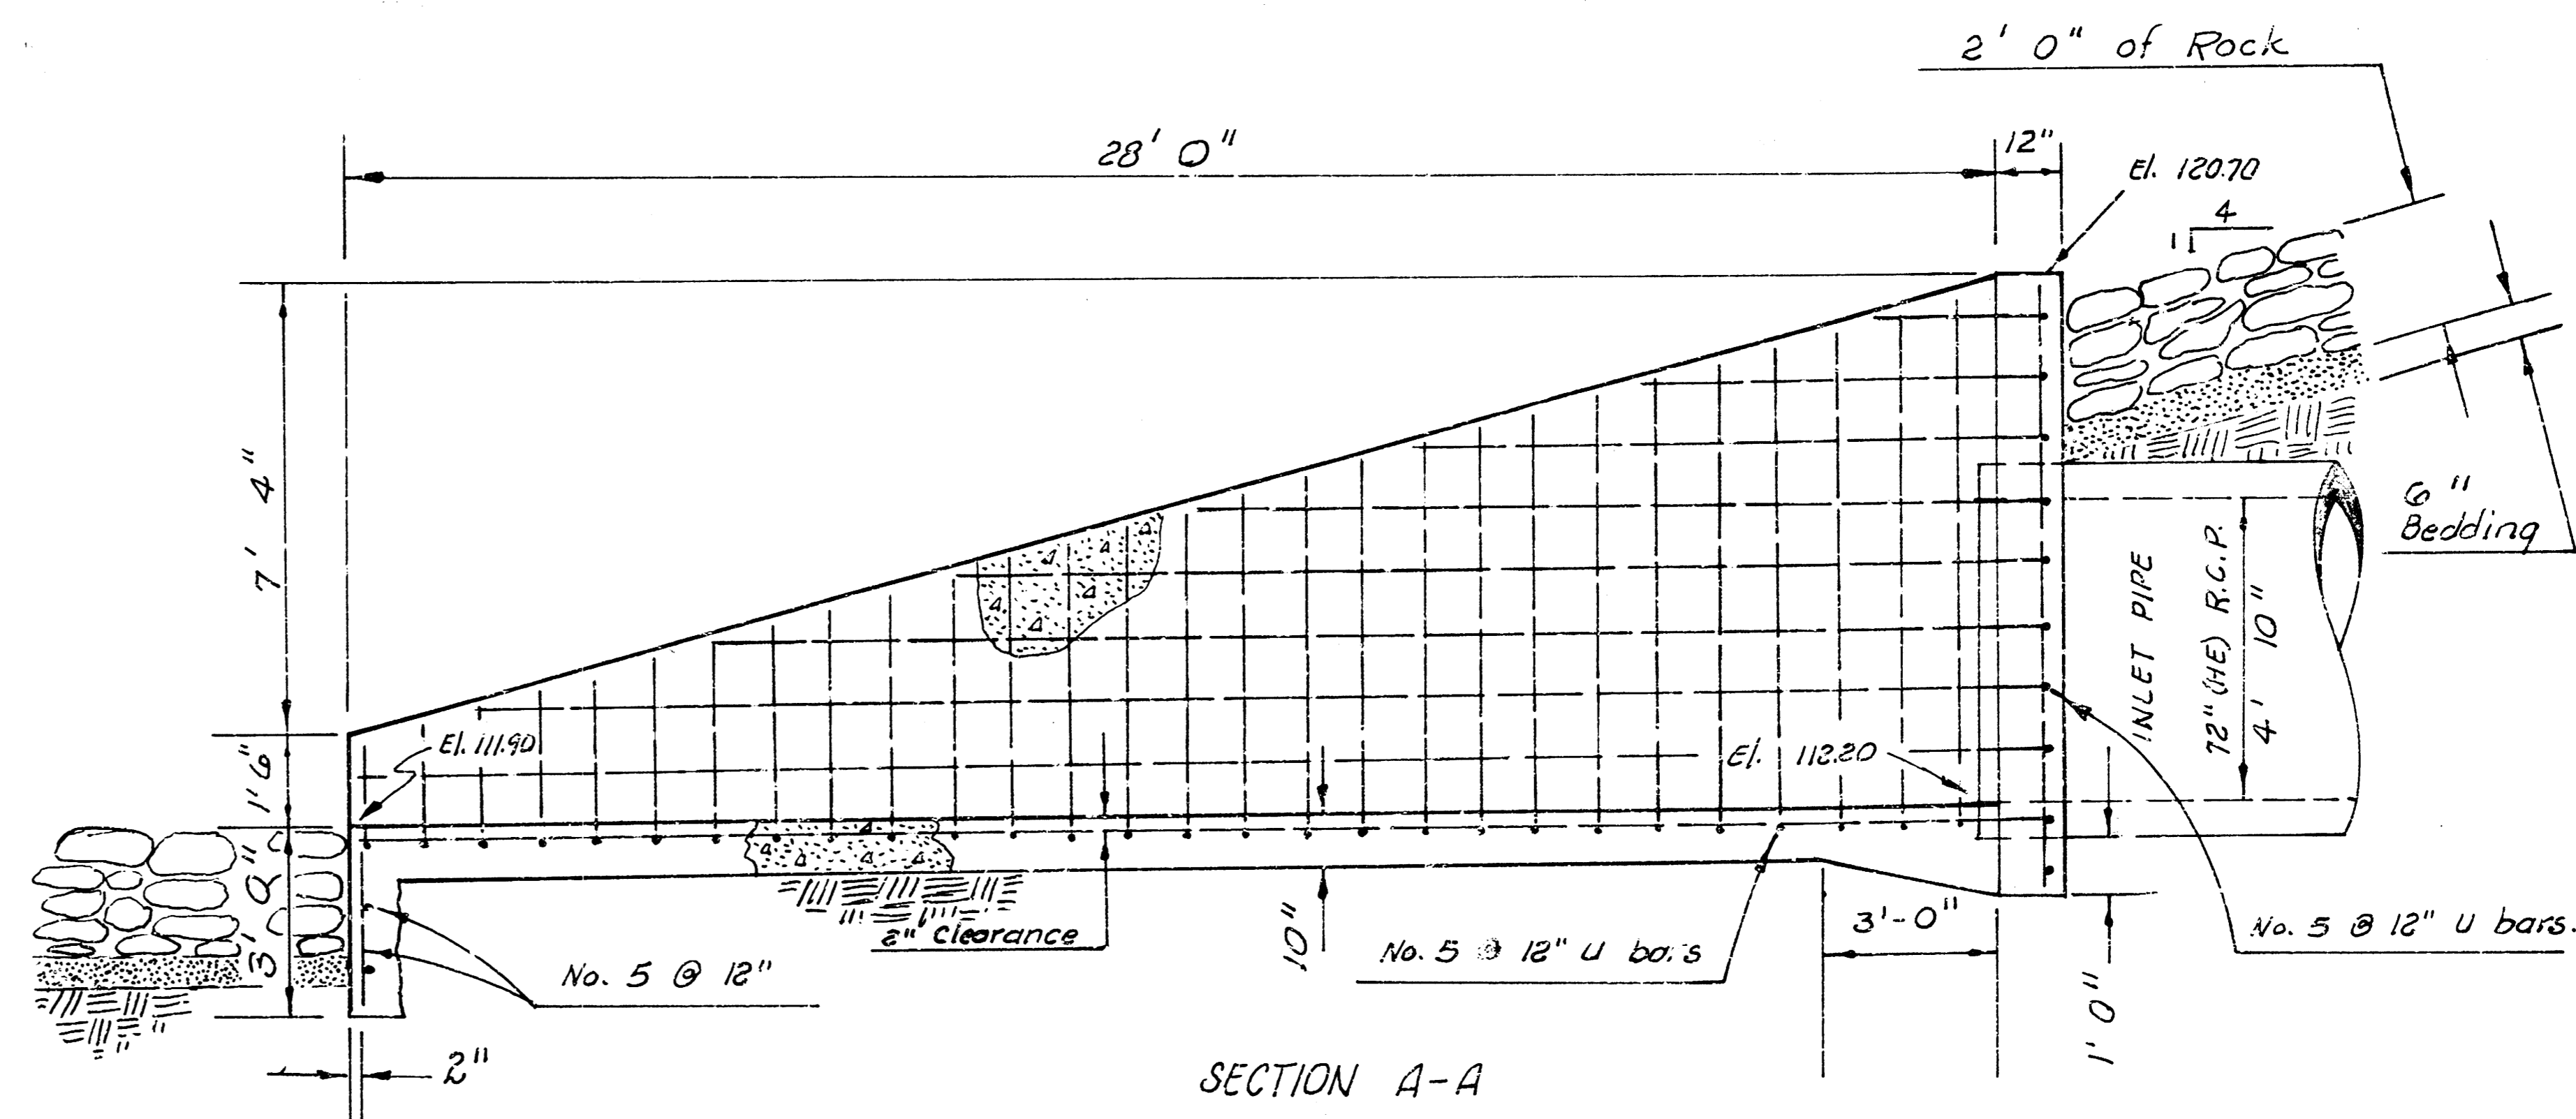 2' 0" of Rock
28' 0"
12"
El. 120.70
4
1
7' 4"
6"
Bedding
INLET PIPE
72" (HE) R.C.P.
4' 10"
El. 111.90
1' 6"
El. 112.20
3' 0"
2" Clearance
10"
No. 5 @ 12" U bars
3'-0"
No. 5 @ 12" U bars.
No. 5 @ 12"
1' 0"
2"
SECTION A-A